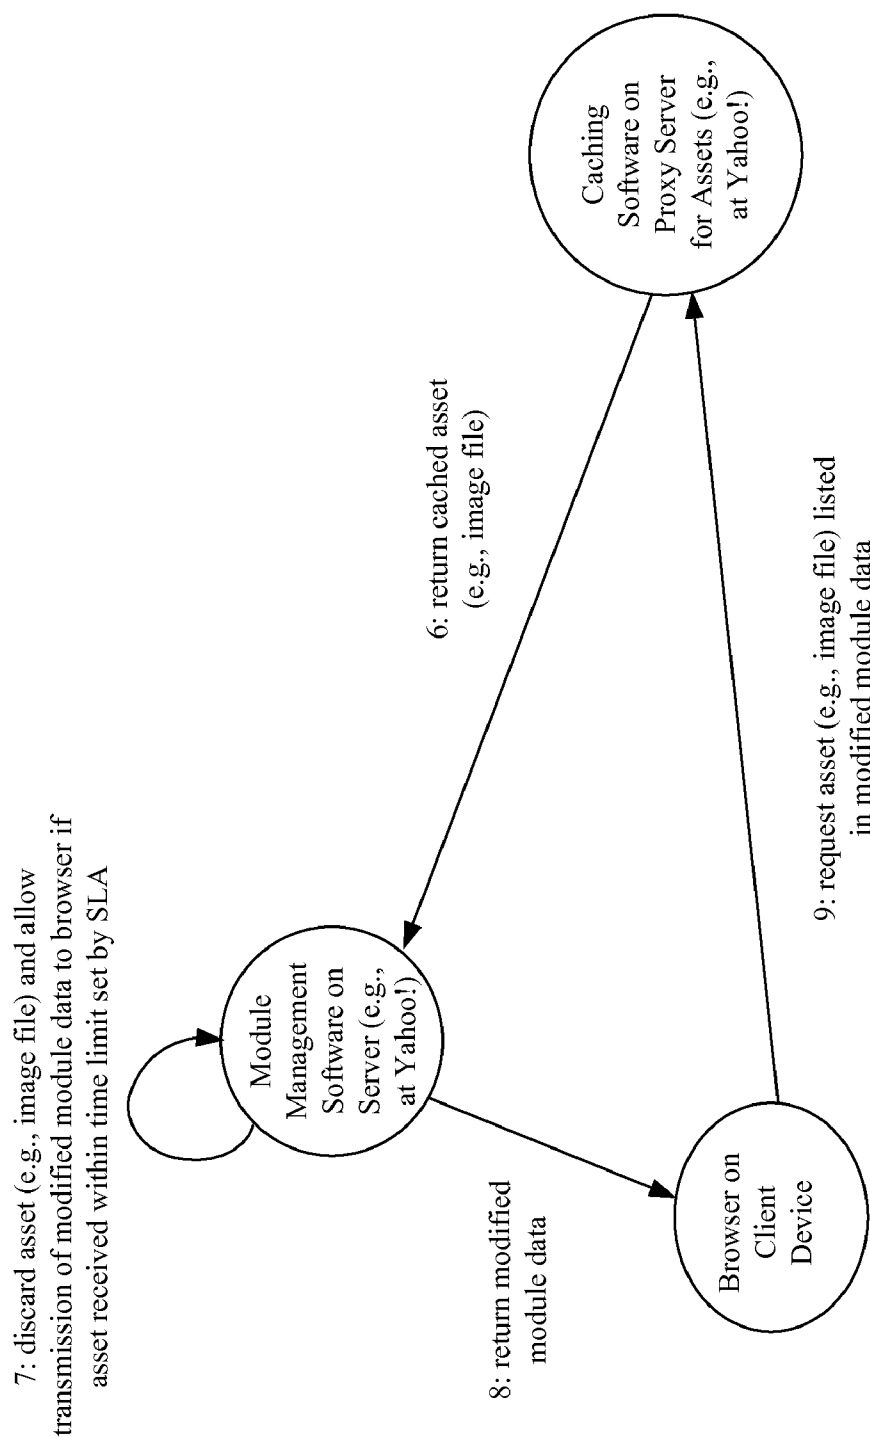 7: discard asset (e.g., image file) and allow
transmission of modified module data to browser if
asset received within time limit set by SLA
Module
Management
Software on
Server (e.g.,
at Yahoo!)
6: return cached asset
(e.g., image file)
Caching
Software on
Proxy Server
for Assets (e.g.,
at Yahoo!)
8: return modified
module data
Browser on
Client
Device
9: request asset (e.g., image file) listed
in modified module data